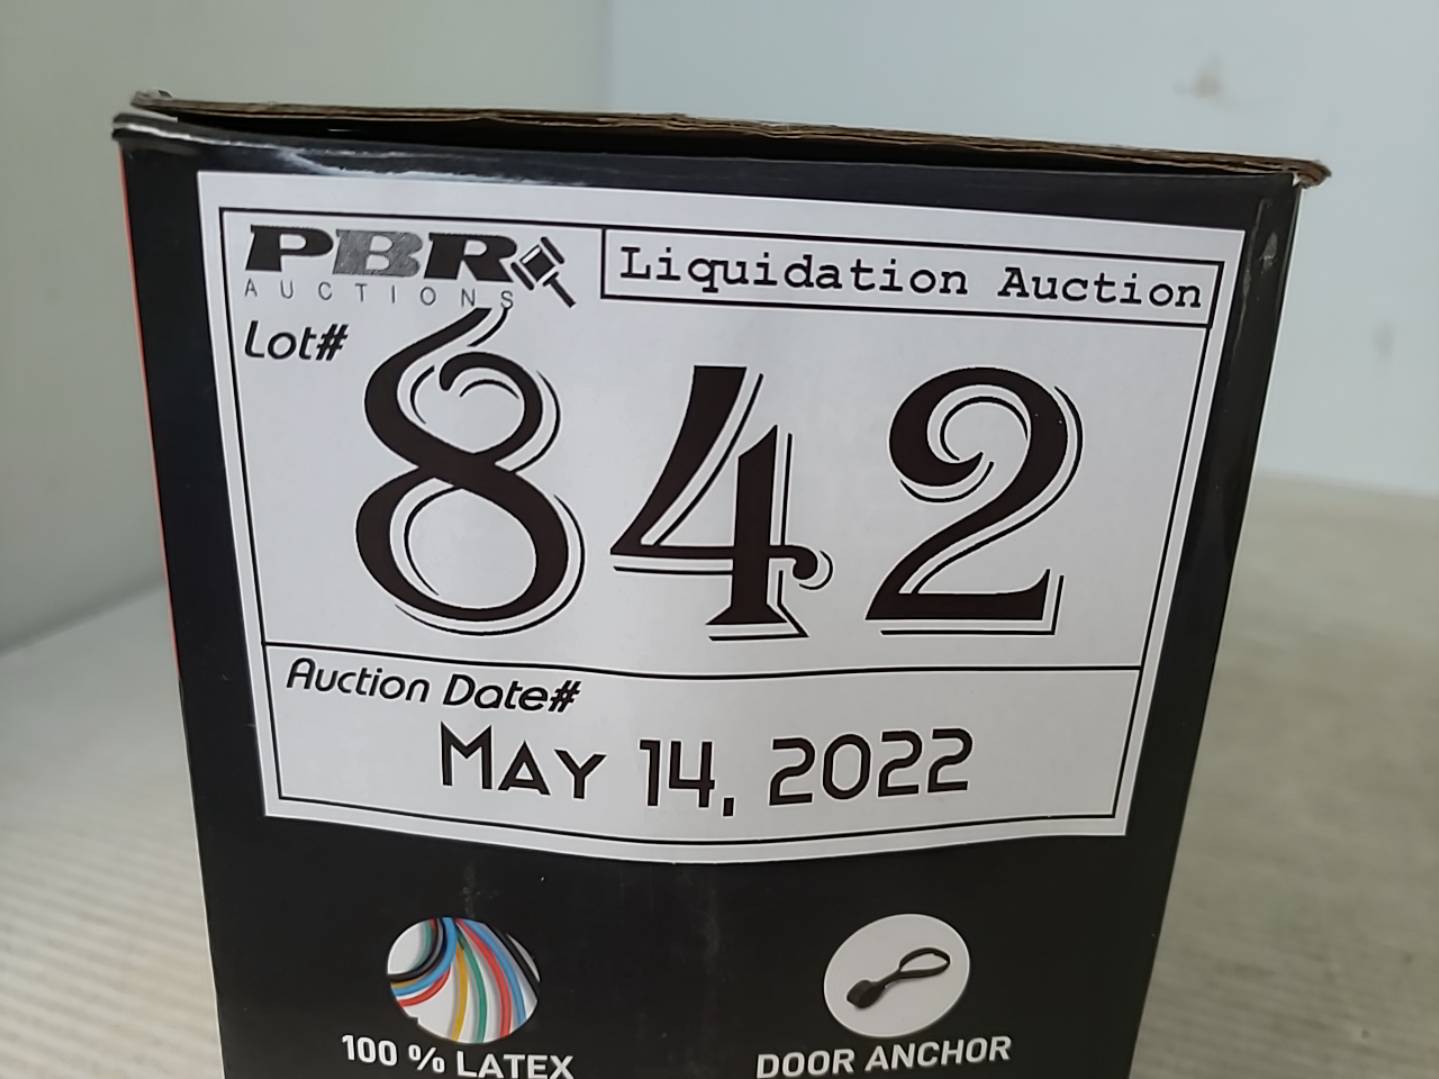 PBR
AUCTIONS
Liquidation Auction
Lot#
842
Auction Date#
MAY 14, 2022
100 % LATEX
DOOR ANCHOR